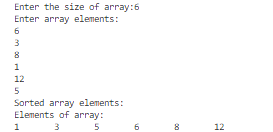 Enter the size of array:6
Enter array elements:
6
3
8
1
12
5
Sorted array elements:
Elements of array:
1 3 5 6 8 12